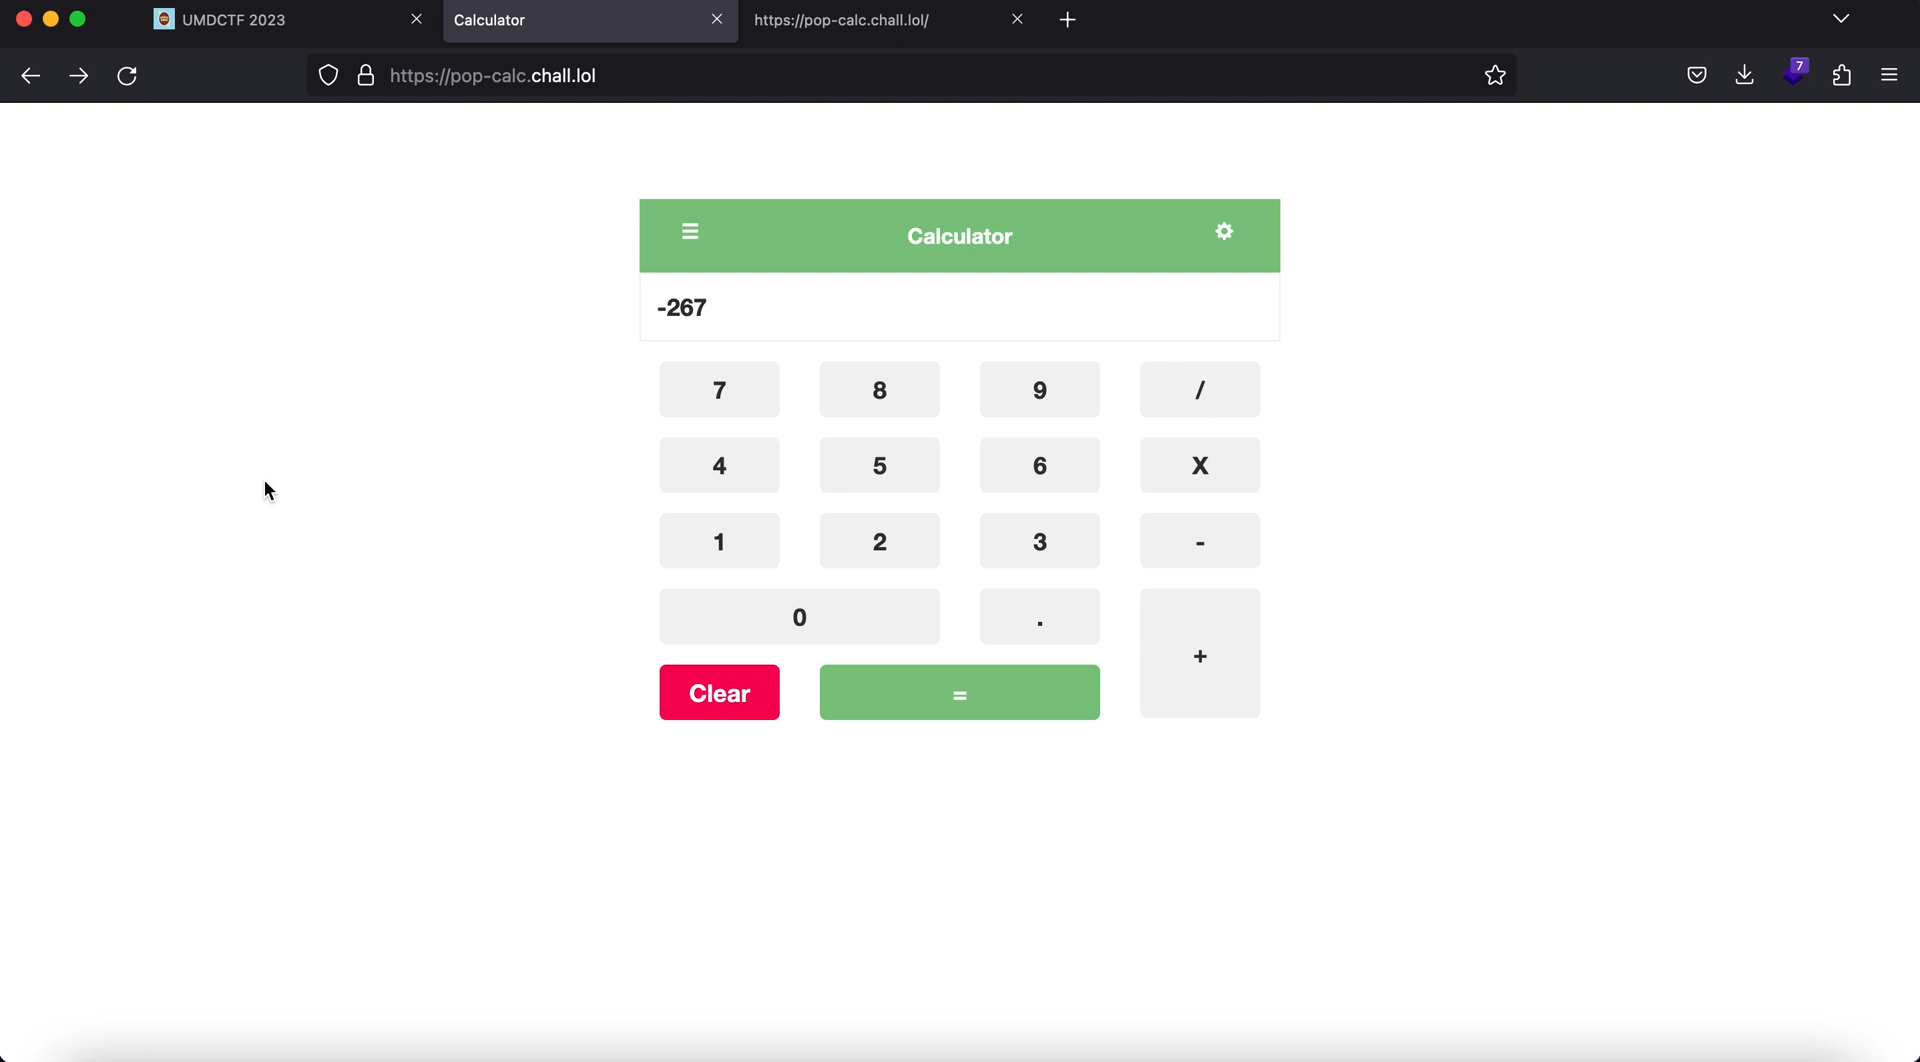 UMDCTF 2023
Calculator
https://pop-calc.chall.lol/
https://pop-calc.chall.lol
7
Calculator
-267
7 8 9 /
4 5 6 X
1 2 3 -
0 . +
Clear =